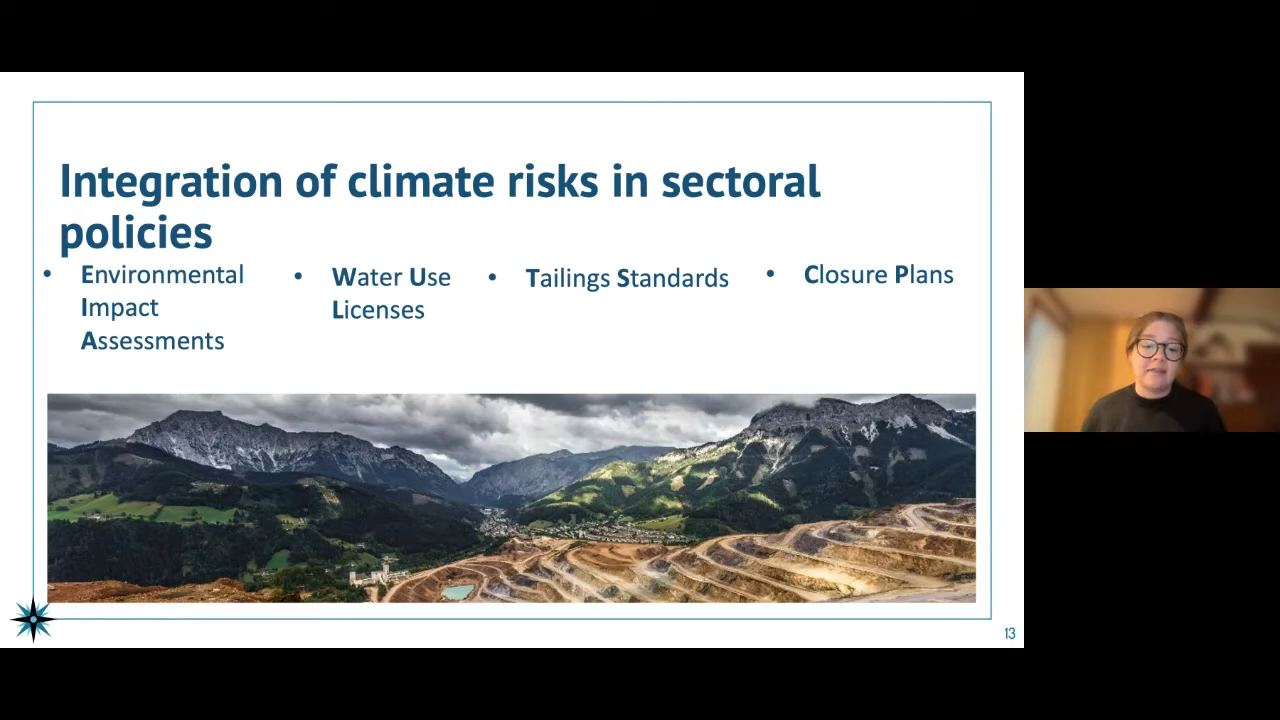 Integration of climate risks in sectoral
policies
• Environmental
Impact
Assessments
• Water Use
Licenses
• Tailings Standards
• Closure Plans
13